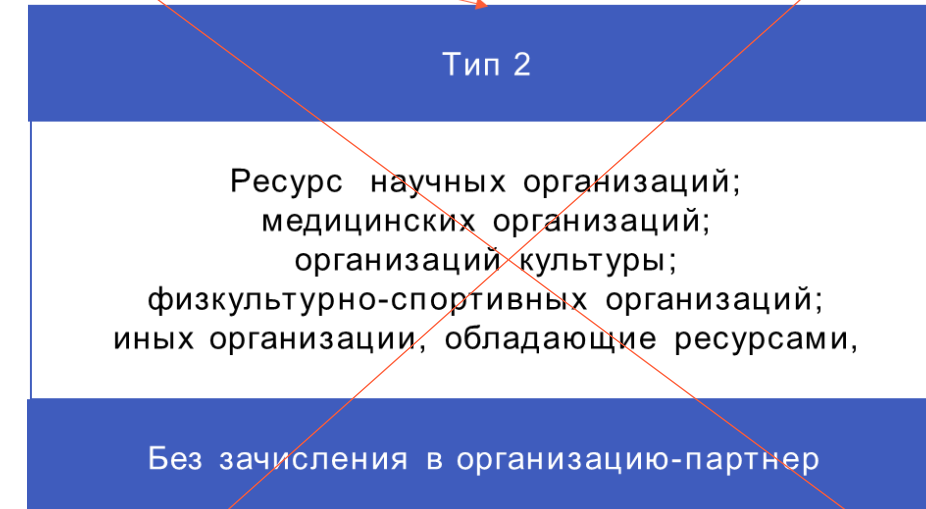 Тип 2
Ресурс научных организаций;
медицинских организаций;
организаций культуры;
физкультурно-спортивных организаций;
иных организации, обладающие ресурсами,
Без зачисления в организацию-партнер